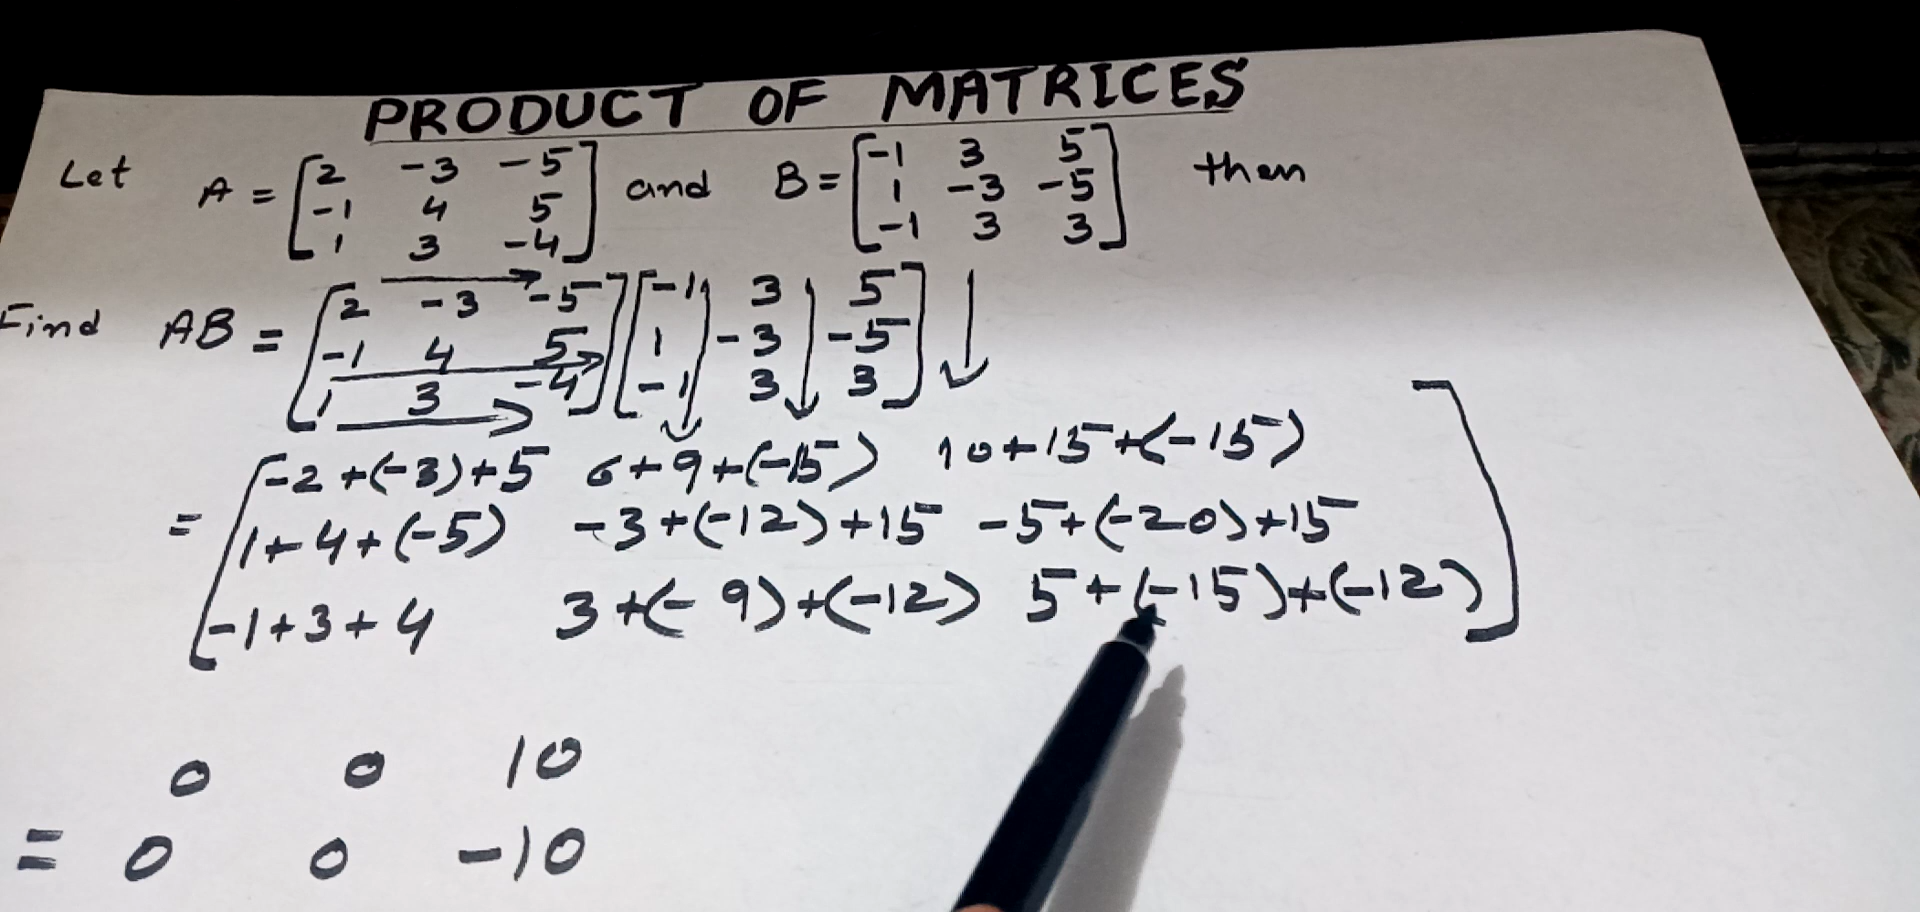 PRODUCT OF MATRICES
Let A = [2 -3 -5 and B = [-1 3 5 then
-1 4 5 1 -3 -5
1 3 -4] -1 3 3]
Find AB = [2 -3 -5] [-1 3 5]
-1 4 5 1 -3 -5
1 3 -4 -1 3 3
= [-2+(-3)+5 6+9+(-15) 10+15+(-15)
1+4+(-5) -3+(-12)+15 -5+(-20)+15
-1+3+4 3+(-9)+(-12) 5+(-15)+(-12)]
0 0 10
= 0 0 -10